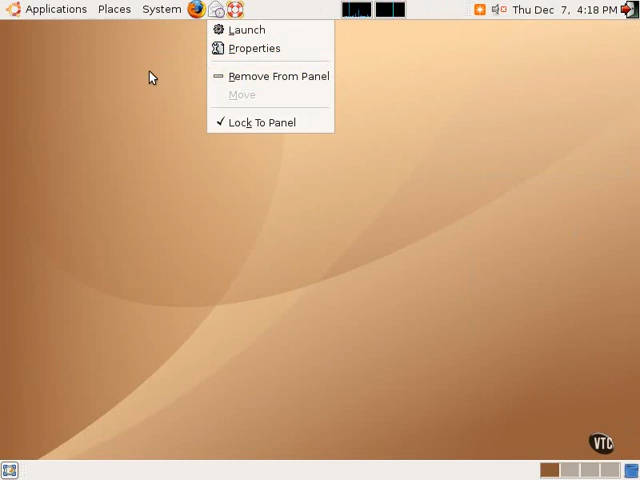 Applications Places System Thu Dec 7, 4:18 PM
Launch
Properties
Remove From Panel
Move
Lock To Panel
VTC